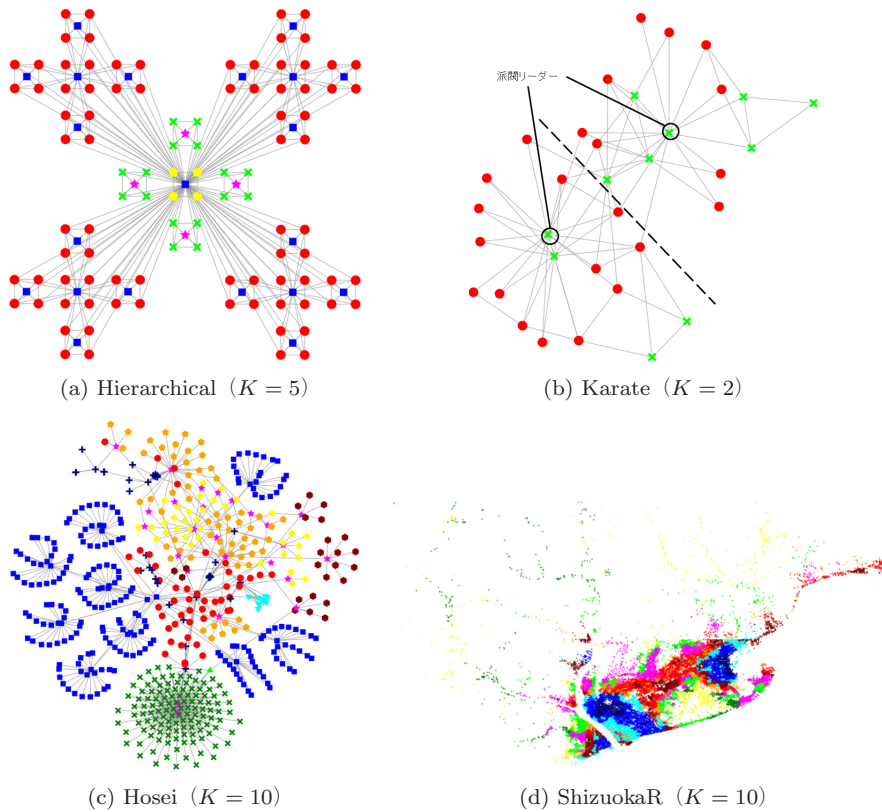 派閥リーダー
(a) Hierarchical（K = 5）
(b) Karate（K = 2）
(c) Hosei（K = 10）
(d) ShizuokaR（K = 10）